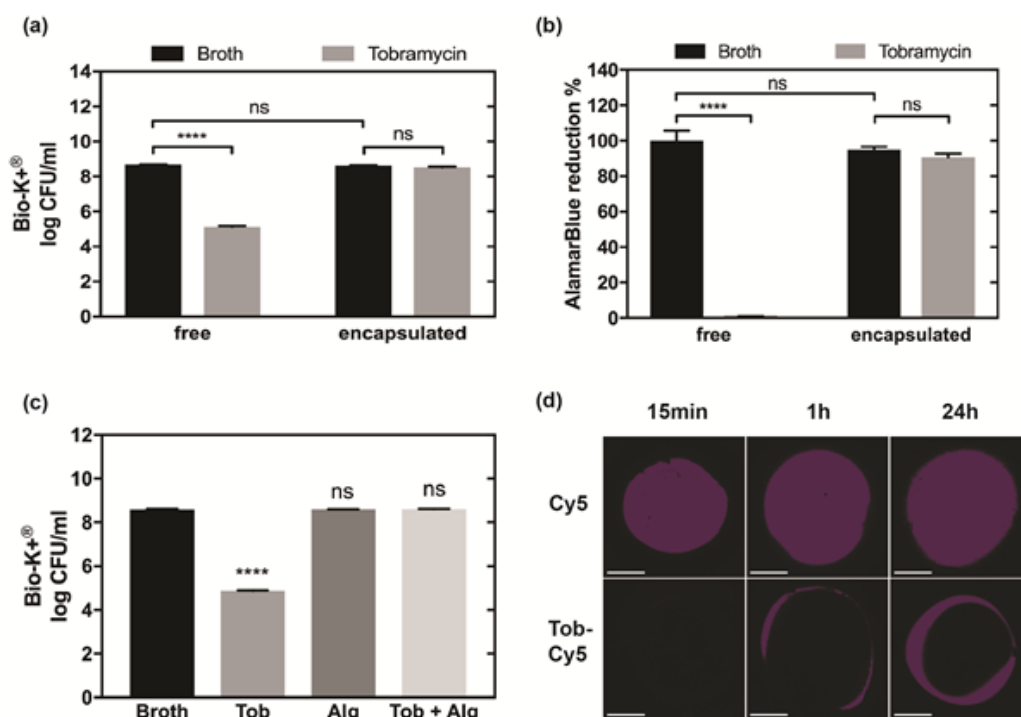 (a)
Broth Tobramycin
14
12
10
8
6
4
2
0
Bio-K+®
log CFU/ml
ns
****
ns
free encapsulated
(b)
Broth Tobramycin
140
120
100
80
60
40
20
0
AlamarBlue reduction %
ns
****
ns
free encapsulated
(c)
12
10
8
6
4
2
0
Bio-K+®
log CFU/ml
****
ns
ns
Broth Tob Alg Tob + Alg
(d)
15min 1h 24h
Cy5
Tob-
Cy5